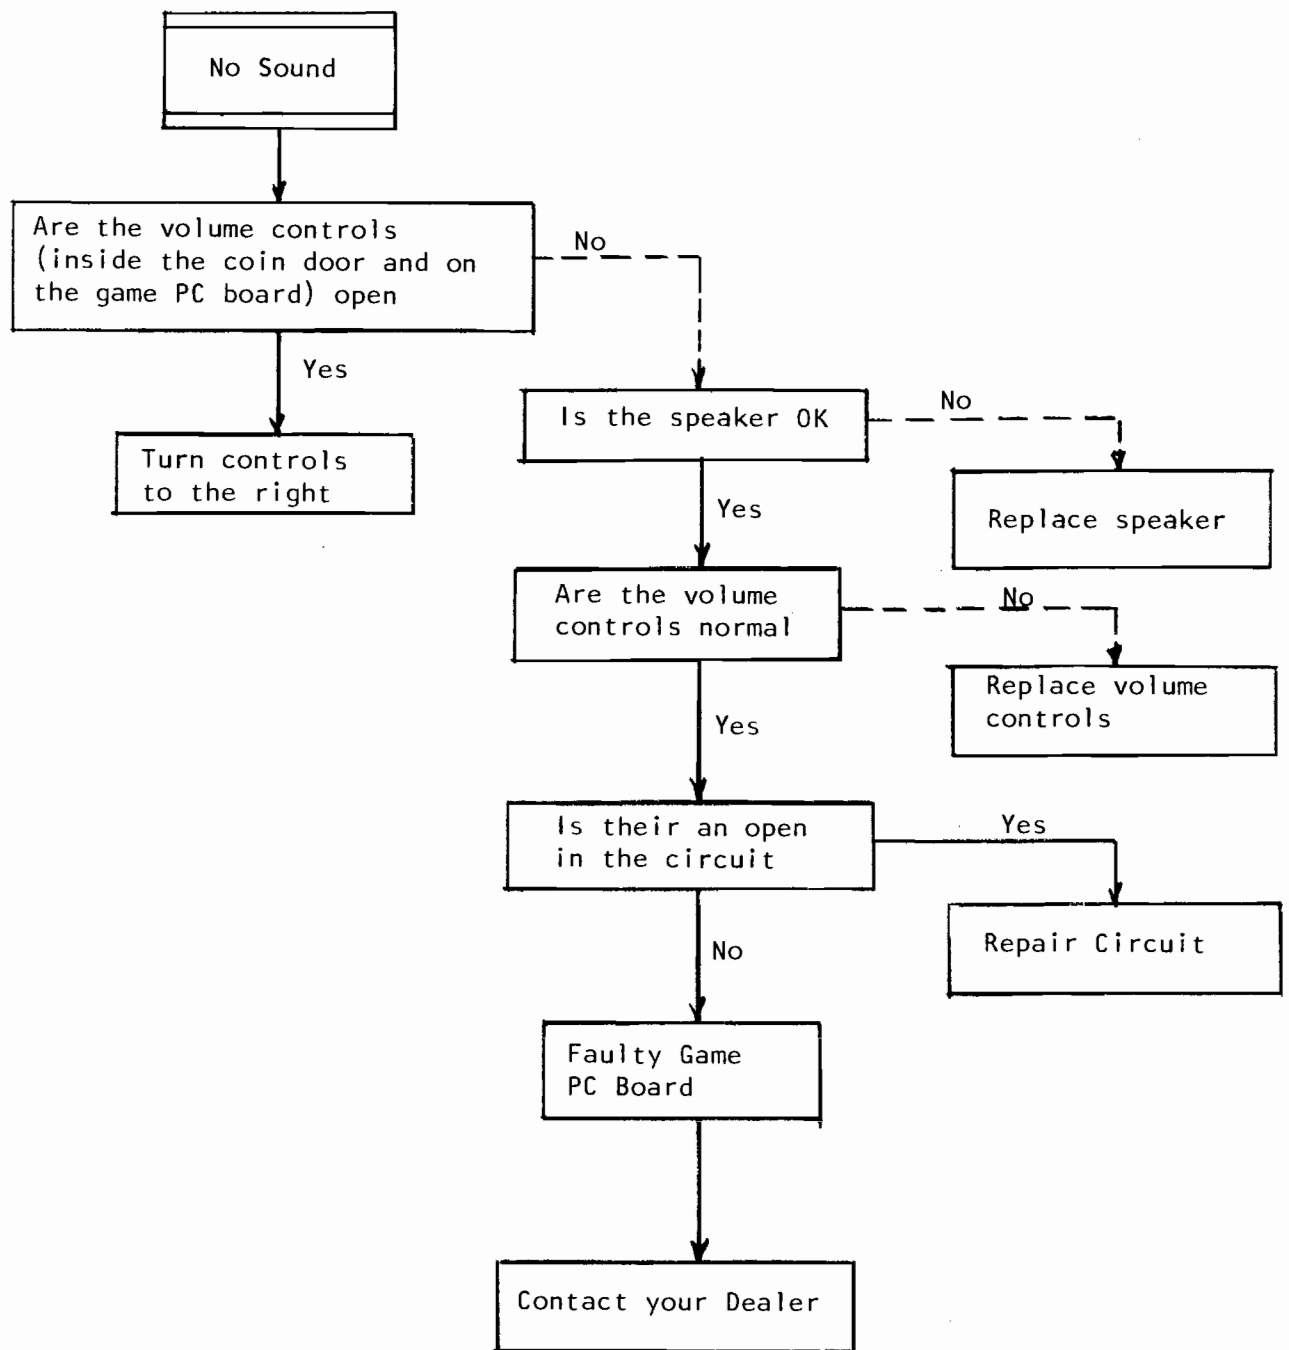 No Sound
Are the volume controls
(inside the coin door and on
the game PC board) open
No
Yes
Turn controls
to the right
Is the speaker OK
No
Yes
Replace speaker
Are the volume
controls normal
No
Yes
Replace volume
controls
Is their an open
in the circuit
Yes
No
Repair Circuit
Faulty Game
PC Board
Contact your Dealer